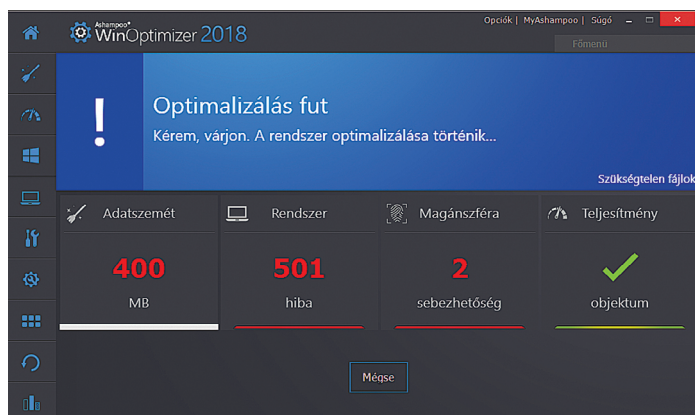 Ashampoo®
WinOptimizer 2018
Opciók | MyAshampoo | Súgó
Főmenü
!
Optimalizálás fut
Kérem, várjon. A rendszer optimalizálása történik...
Szükségtelen fájlok
Adatszemét
Rendszer
Magánszféra
Teljesítmény
400
501
2
MB
hiba
sebezhetőség
objektum
Mégse